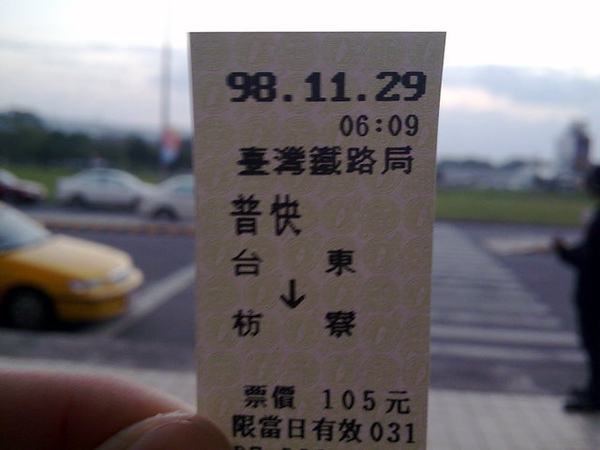 98.11.29
06:09
臺灣鐵路局
普快
台東
↓
枋寮
票價 105元
限當日有效031